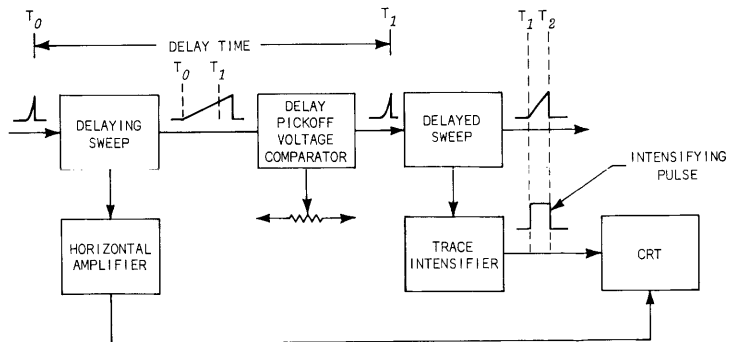 T0 T1 T1 T2
DELAY TIME
T0 T1
DELAYING
SWEEP
DELAY
PICKOFF
VOLTAGE
COMPARATOR
DELAYED
SWEEP
INTENSIFYING
PULSE
HORIZONTAL
AMPLIFIER
TRACE
INTENSIFIER
CRT